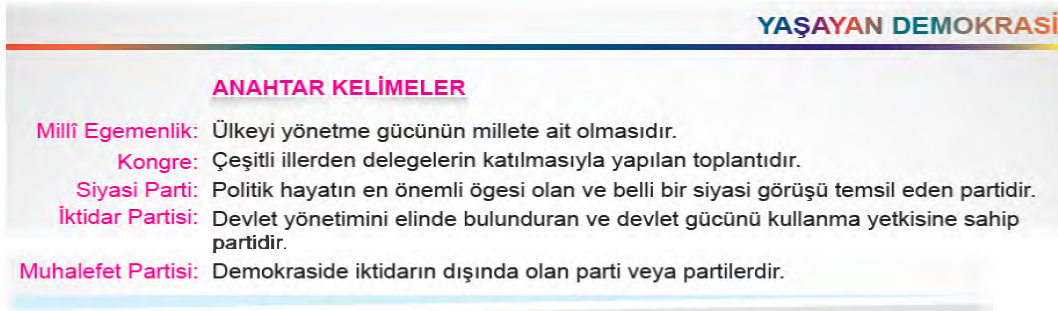 YAŞAYAN DEMOKRASİ
ANAHTAR KELİMELER
Millî Egemenlik: Ülkeyi yönetme gücünün millete ait olmasıdır.
Kongre: Çeşitli illerden delegelerin katılmasıyla yapılan toplantıdır.
Siyasi Parti: Politik hayatın en önemli ögesi olan ve belli bir siyasi görüşü temsil eden partidir.
İktidar Partisi: Devlet yönetimini elinde bulunduran ve devlet gücünü kullanma yetkisine sahip
partidir.
Muhalefet Partisi: Demokraside iktidarın dışında olan parti veya partilerdir.